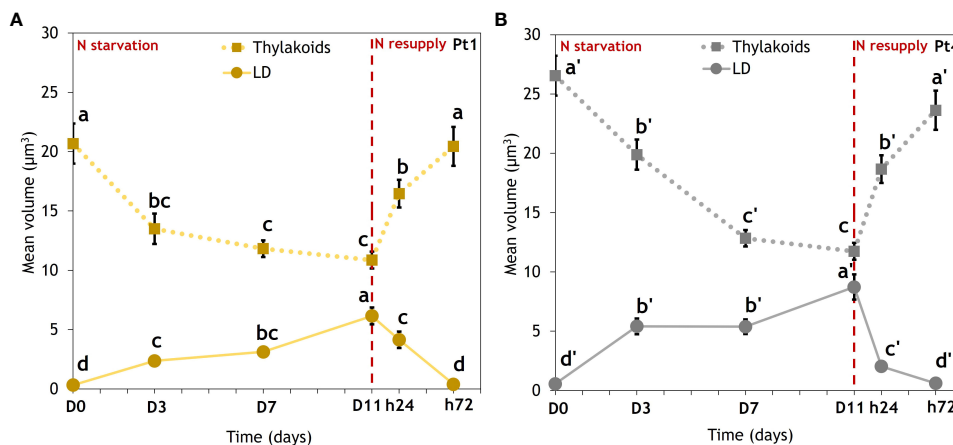 A
N starvation
Thylakoids
LD
N resupply
Pt1
Mean volume (µm³)
30
25
20
15
10
5
0
a
bc
c
c
b
a
d
c
bc
a
c
d
D0 D3 D7 D11 h24 h72
Time (days)
B
N starvation
Thylakoids
LD
N resupply
Mean volume (µm³)
30
25
20
15
10
5
0
a'
b'
c'
c
b'
a'
d'
b'
b'
a'
c'
d'
D0 D3 D7 D11 h24 h72
Time (days)